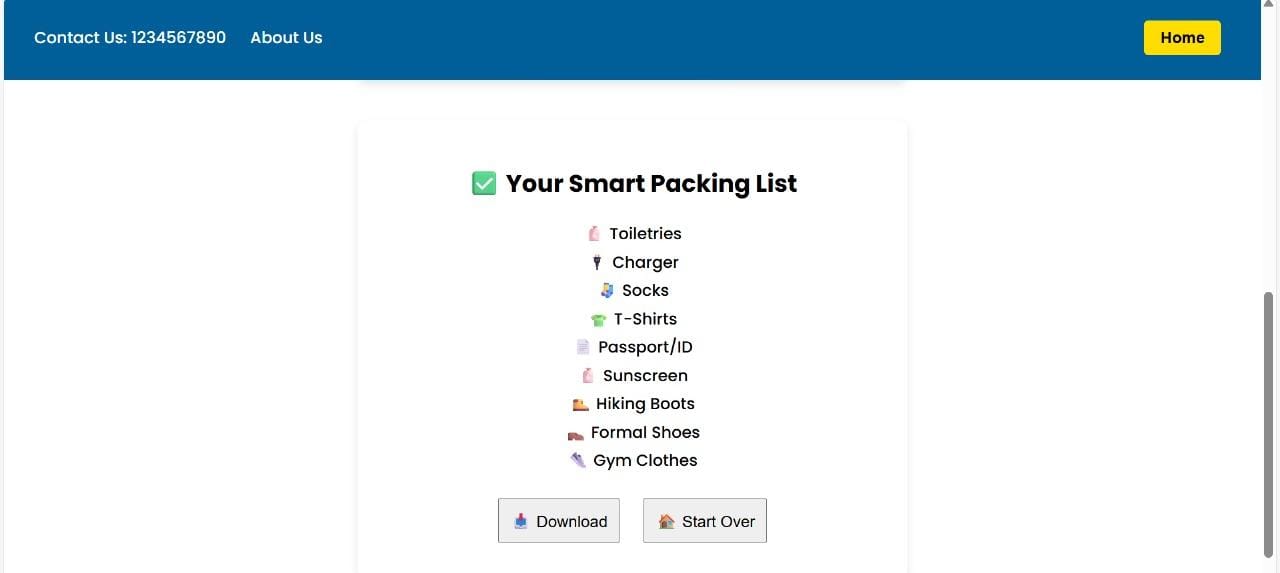 Contact Us: 1234567890 About Us Home
✅ Your Smart Packing List
🧴 Toiletries
🔌 Charger
🧦 Socks
👕 T-Shirts
📄 Passport/ID
🧴 Sunscreen
🥾 Hiking Boots
👞 Formal Shoes
👟 Gym Clothes
📥 Download 🏠 Start Over